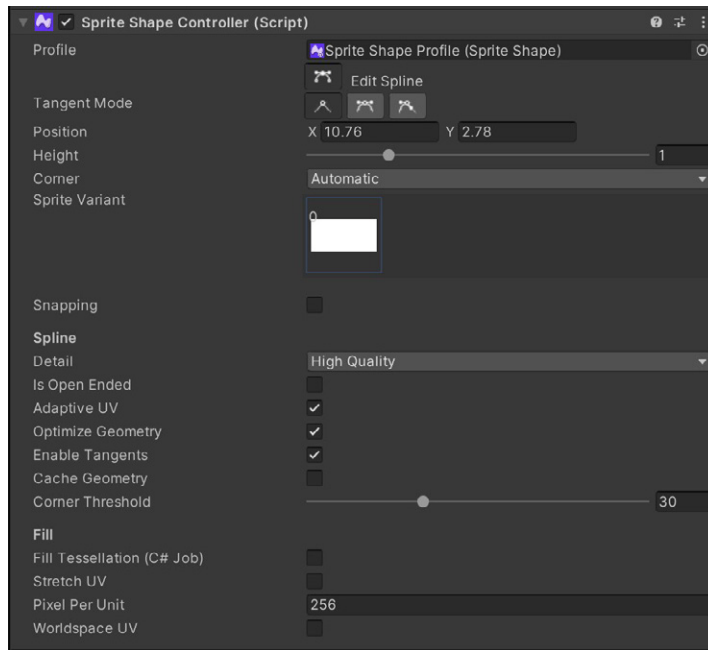 Sprite Shape Controller (Script)
Profile Sprite Shape Profile (Sprite Shape)
Edit Spline
Tangent Mode
Position X 10.76 Y 2.78
Height 1
Corner Automatic
Sprite Variant
0
Snapping
Spline
Detail High Quality
Is Open Ended
Adaptive UV
Optimize Geometry
Enable Tangents
Cache Geometry
Corner Threshold 30
Fill
Fill Tessellation (C# Job)
Stretch UV
Pixel Per Unit 256
Worldspace UV